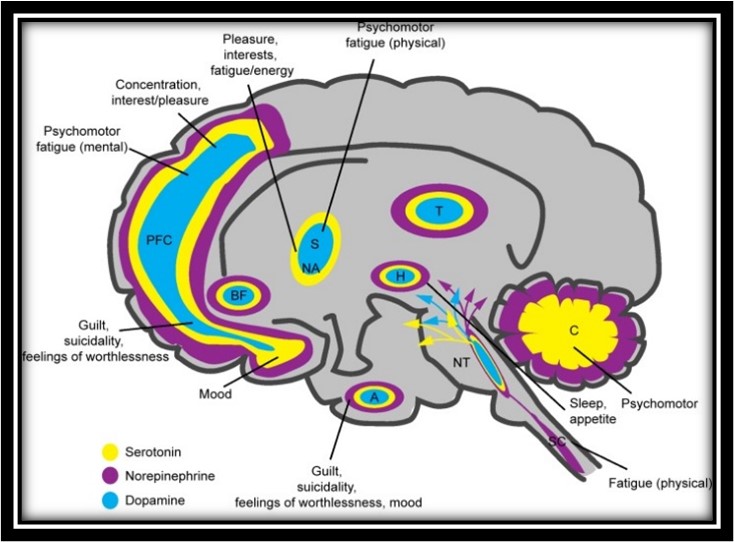 Psychomotor
fatigue (physical)
Pleasure,
interests,
fatigue/energy
Concentration,
interest/pleasure
Psychomotor
fatigue (mental)
PFC
S
NA
T
BF
H
C
NT
A
SC
Guilt,
suicidality,
feelings of worthlessness
Mood
Sleep,
appetite
Psychomotor
Fatigue (physical)
Guilt,
suicidality,
feelings of worthlessness, mood
Serotonin
Norepinephrine
Dopamine